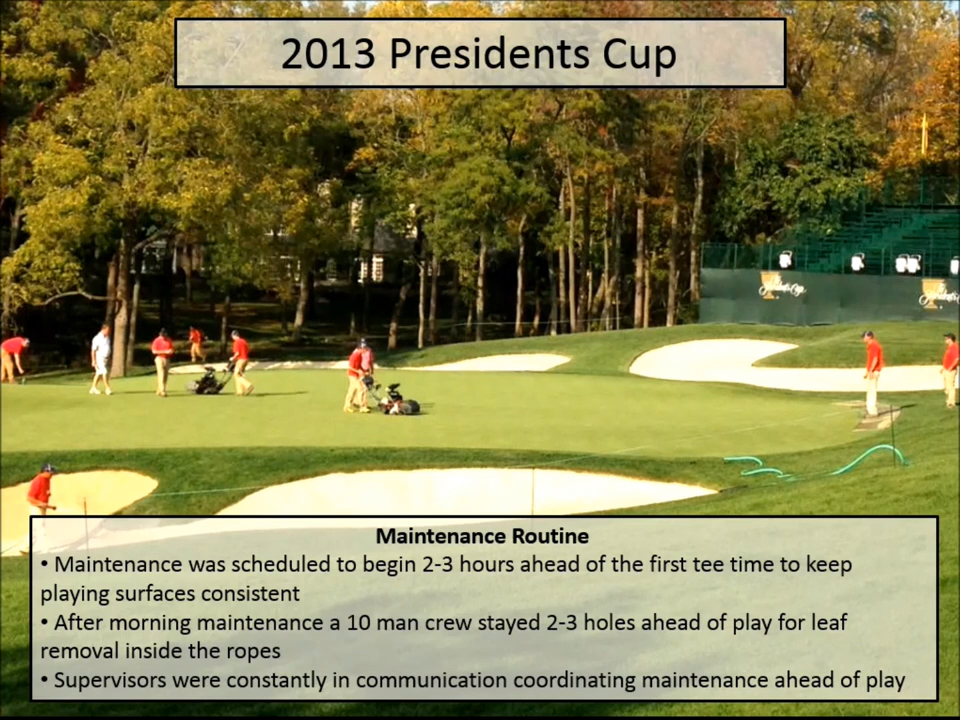 2013 Presidents Cup
Maintenance Routine
• Maintenance was scheduled to begin 2-3 hours ahead of the first tee time to keep
playing surfaces consistent
• After morning maintenance a 10 man crew stayed 2-3 holes ahead of play for leaf
removal inside the ropes
• Supervisors were constantly in communication coordinating maintenance ahead of play